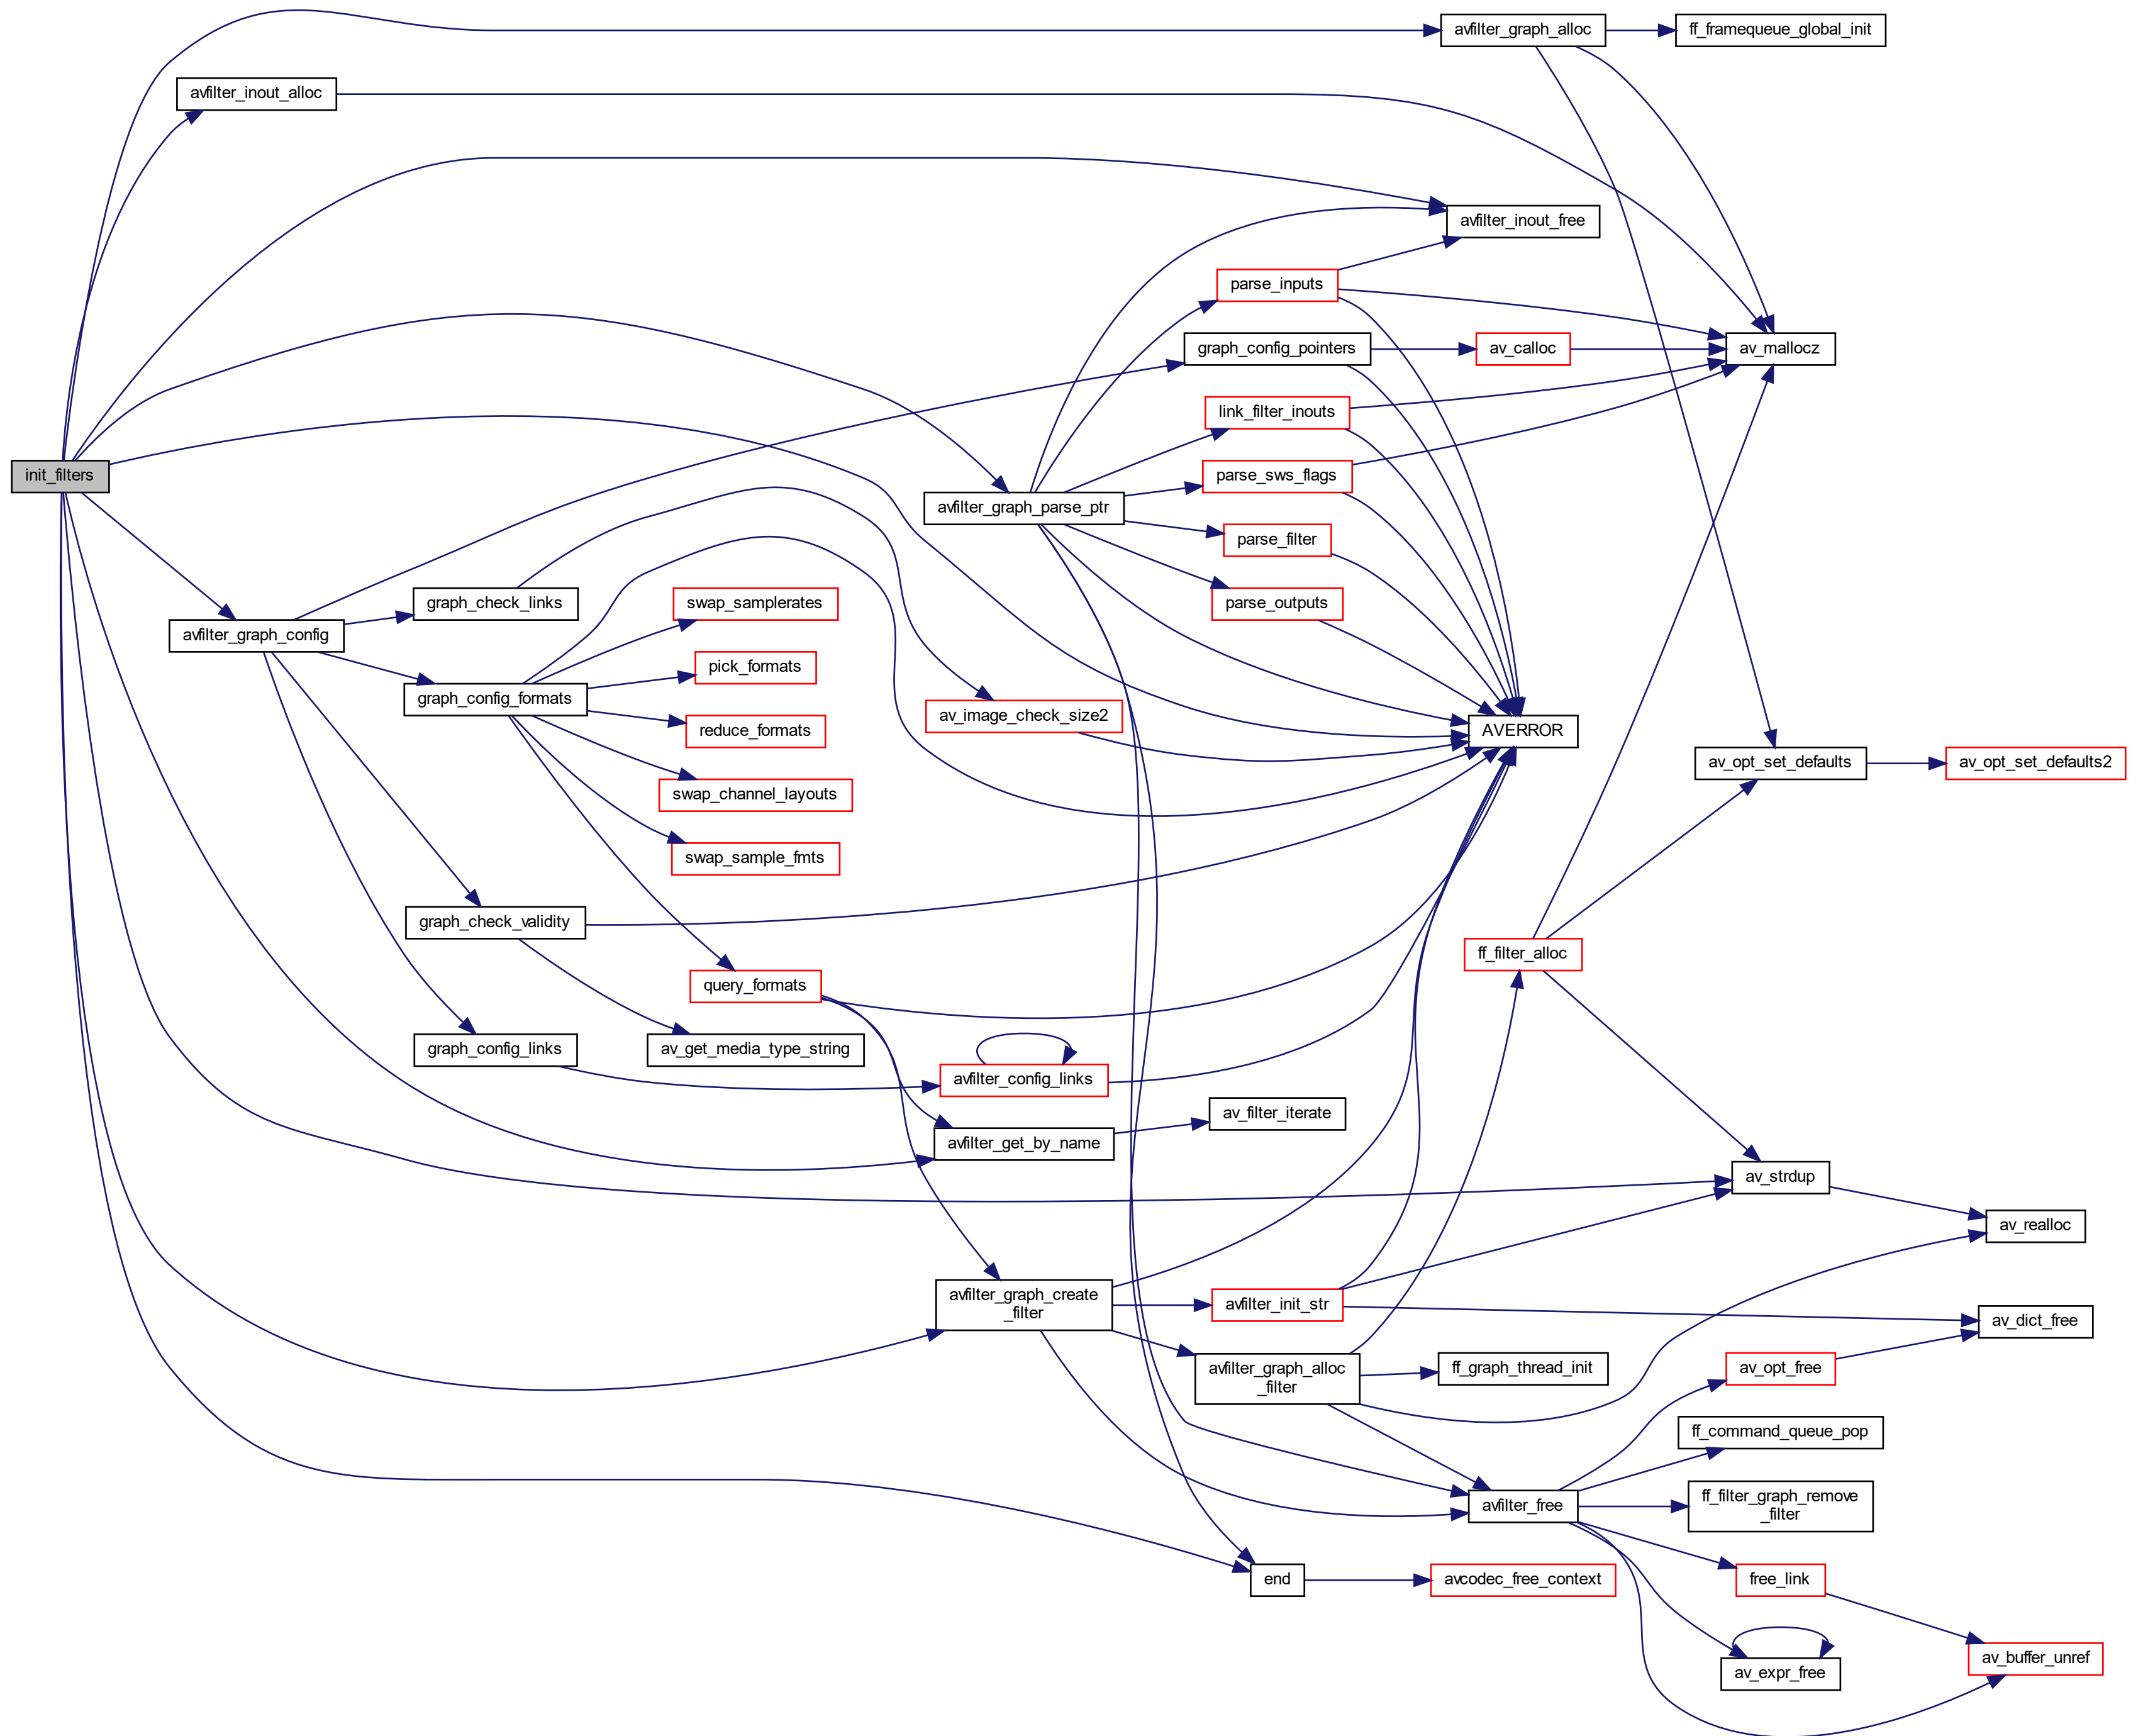 avfilter_graph_alloc
ff_framequeue_global_init
avfilter_inout_alloc
avfilter_inout_free
parse_inputs
graph_config_pointers
av_calloc
av_mallocz
link_filter_inouts
init_filters
parse_sws_flags
avfilter_graph_parse_ptr
parse_filter
graph_check_links
swap_samplerates
parse_outputs
avfilter_graph_config
pick_formats
graph_config_formats
av_image_check_size2
reduce_formats
AVERROR
av_opt_set_defaults
av_opt_set_defaults2
swap_channel_layouts
swap_sample_fmts
graph_check_validity
ff_filter_alloc
query_formats
graph_config_links
av_get_media_type_string
avfilter_config_links
av_filter_iterate
avfilter_get_by_name
av_strdup
av_realloc
avfilter_graph_create
_filter
avfilter_init_str
av_dict_free
avfilter_graph_alloc
_filter
ff_graph_thread_init
av_opt_free
ff_command_queue_pop
avfilter_free
ff_filter_graph_remove
_filter
end
avcodec_free_context
free_link
av_expr_free
av_buffer_unref